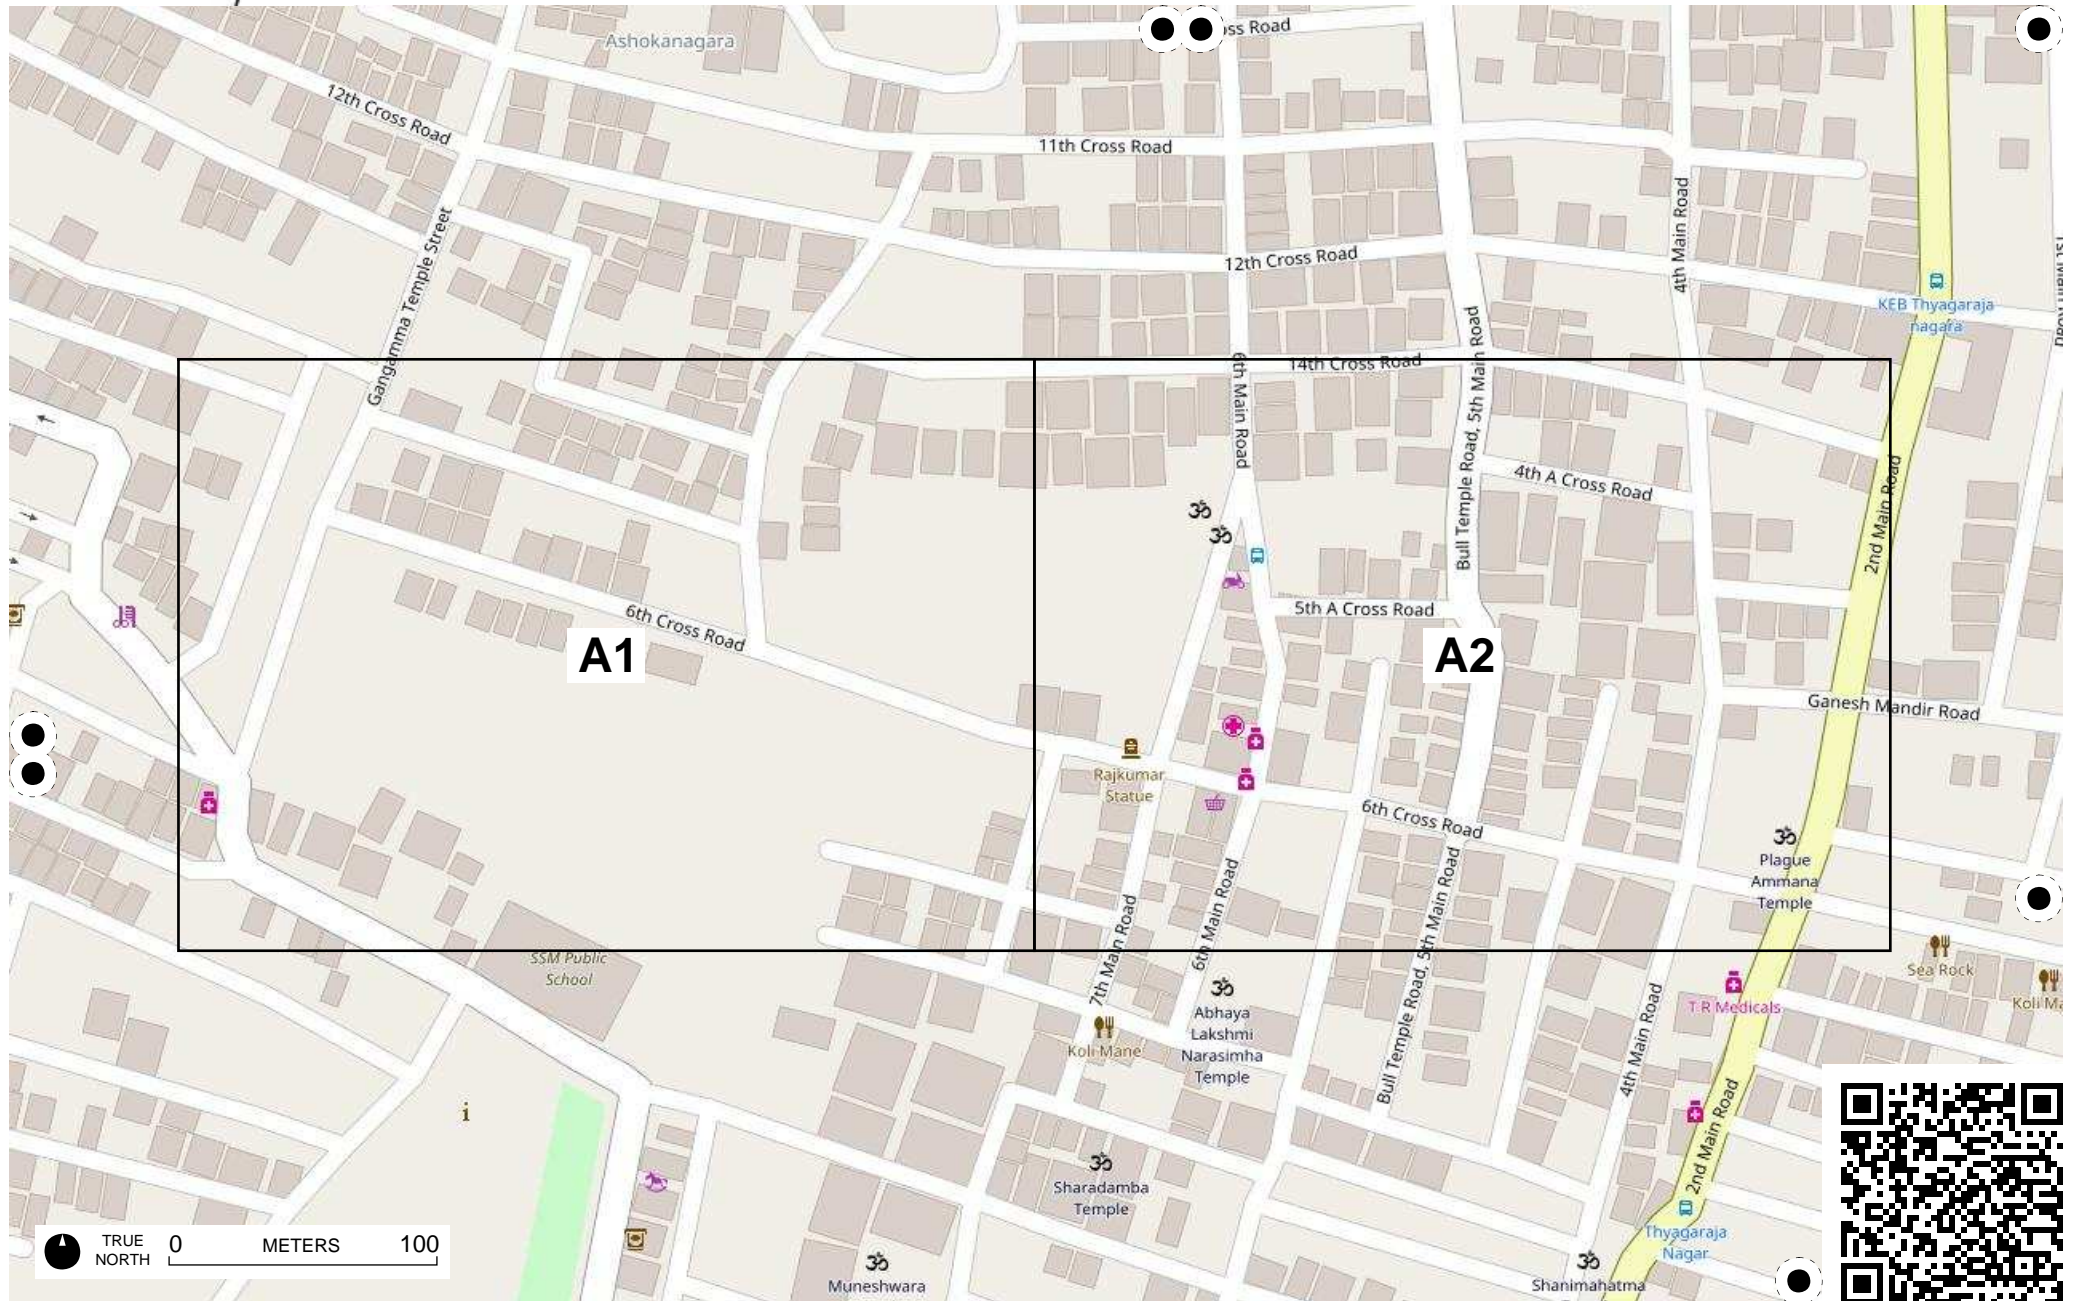 Ashokanagara
12th Cross Road
11th Cross Road
4th Main Road
12th Cross Road
Gangamma Temple Street
KEB Thyagaraja
nagara
14th Cross Road
6th Main Road
Bull Temple Road, 5th Main Road
4th A Cross Road
2nd Main Road
5th A Cross Road
6th Cross Road
A1
A2
Ganesh Mandir Road
Rajkumar
Statue
6th Cross Road
Plague
Ammana
Temple
7th Main Road
6th Main Road
Bull Temple Road, 5th Main Road
SSM Public
School
Sea Rock
T R Medicals
Abhaya
Lakshmi
Narasimha
Temple
Koli Mane
4th Main Road
2nd Main Road
Sharadamba
Temple
Thyagaraja
Nagar
TRUE
NORTH
0 METERS 100
Muneshwara
Shanimahatma